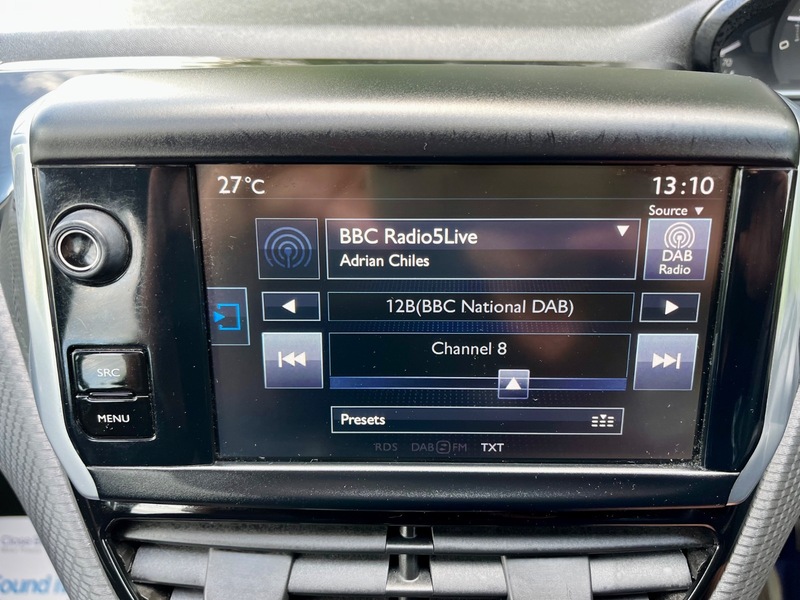 27°C
13:10
Source ▼
BBC Radio5Live
Adrian Chiles
DAB
Radio
12B(BBC National DAB)
Channel 8
SRC
MENU
Presets
RDS DAB FM TXT